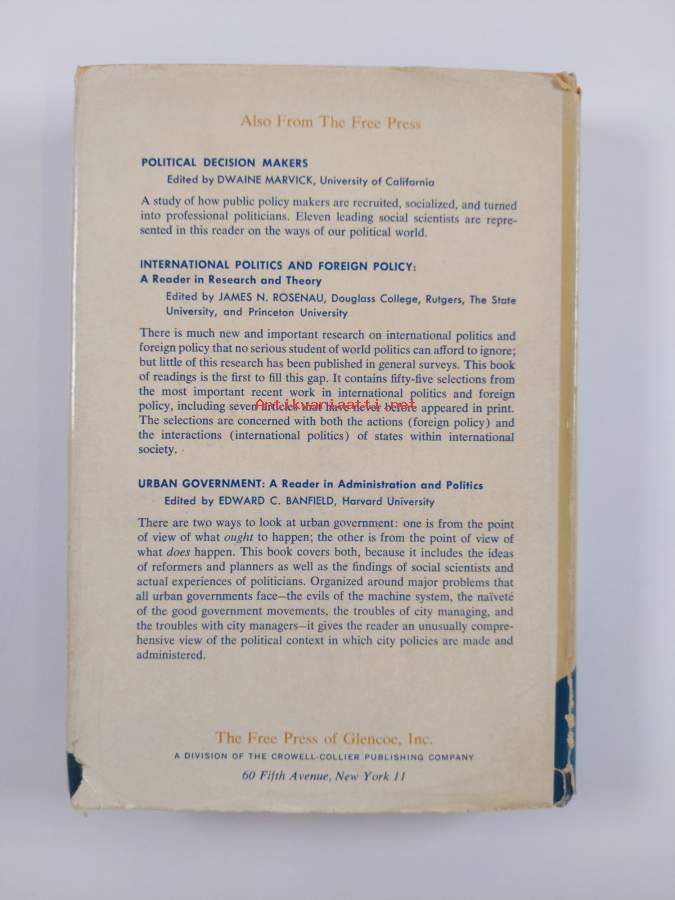 Also From The Free Press
POLITICAL DECISION MAKERS
Edited by DWAINE MARVICK, University of California
A study of how public policy makers are recruited, socialized, and turned
into professional politicians. Eleven leading social scientists are repre-
sented in this reader on the ways of our political world.
INTERNATIONAL POLITICS AND FOREIGN POLICY:
A Reader in Research and Theory
Edited by JAMES N. ROSENAU, Douglass College, Rutgers, The State
University, and Princeton University
There is much new and important research on international politics and
foreign policy that no serious student of world politics can afford to ignore;
but little of this research has been published in general surveys. This book
of readings is the first to fill this gap. It contains fifty-five selections from
the most important recent work in international politics and foreign
policy, including seven articles that have never before appeared in print.
Antikvariaatti.net
The selections are concerned with both the actions (foreign policy) and
the interactions (international politics) of states within international
society.
URBAN GOVERNMENT: A Reader in Administration and Politics
Edited by EDWARD C. BANFIELD, Harvard University
There are two ways to look at urban government: one is from the point
of view of what ought to happen; the other is from the point of view of
what does happen. This book covers both, because it includes the ideas
of reformers and planners as well as the findings of social scientists and
actual experiences of politicians. Organized around major problems that
all urban governments face—the evils of the machine system, the naïveté
of the good government movements, the troubles of city managing, and
the troubles with city managers—it gives the reader an unusually compre-
hensive view of the political context in which city policies are made and
administered.
The Free Press of Glencoe, Inc.
A DIVISION OF THE CROWELL-COLLIER PUBLISHING COMPANY
60 Fifth Avenue, New York 11